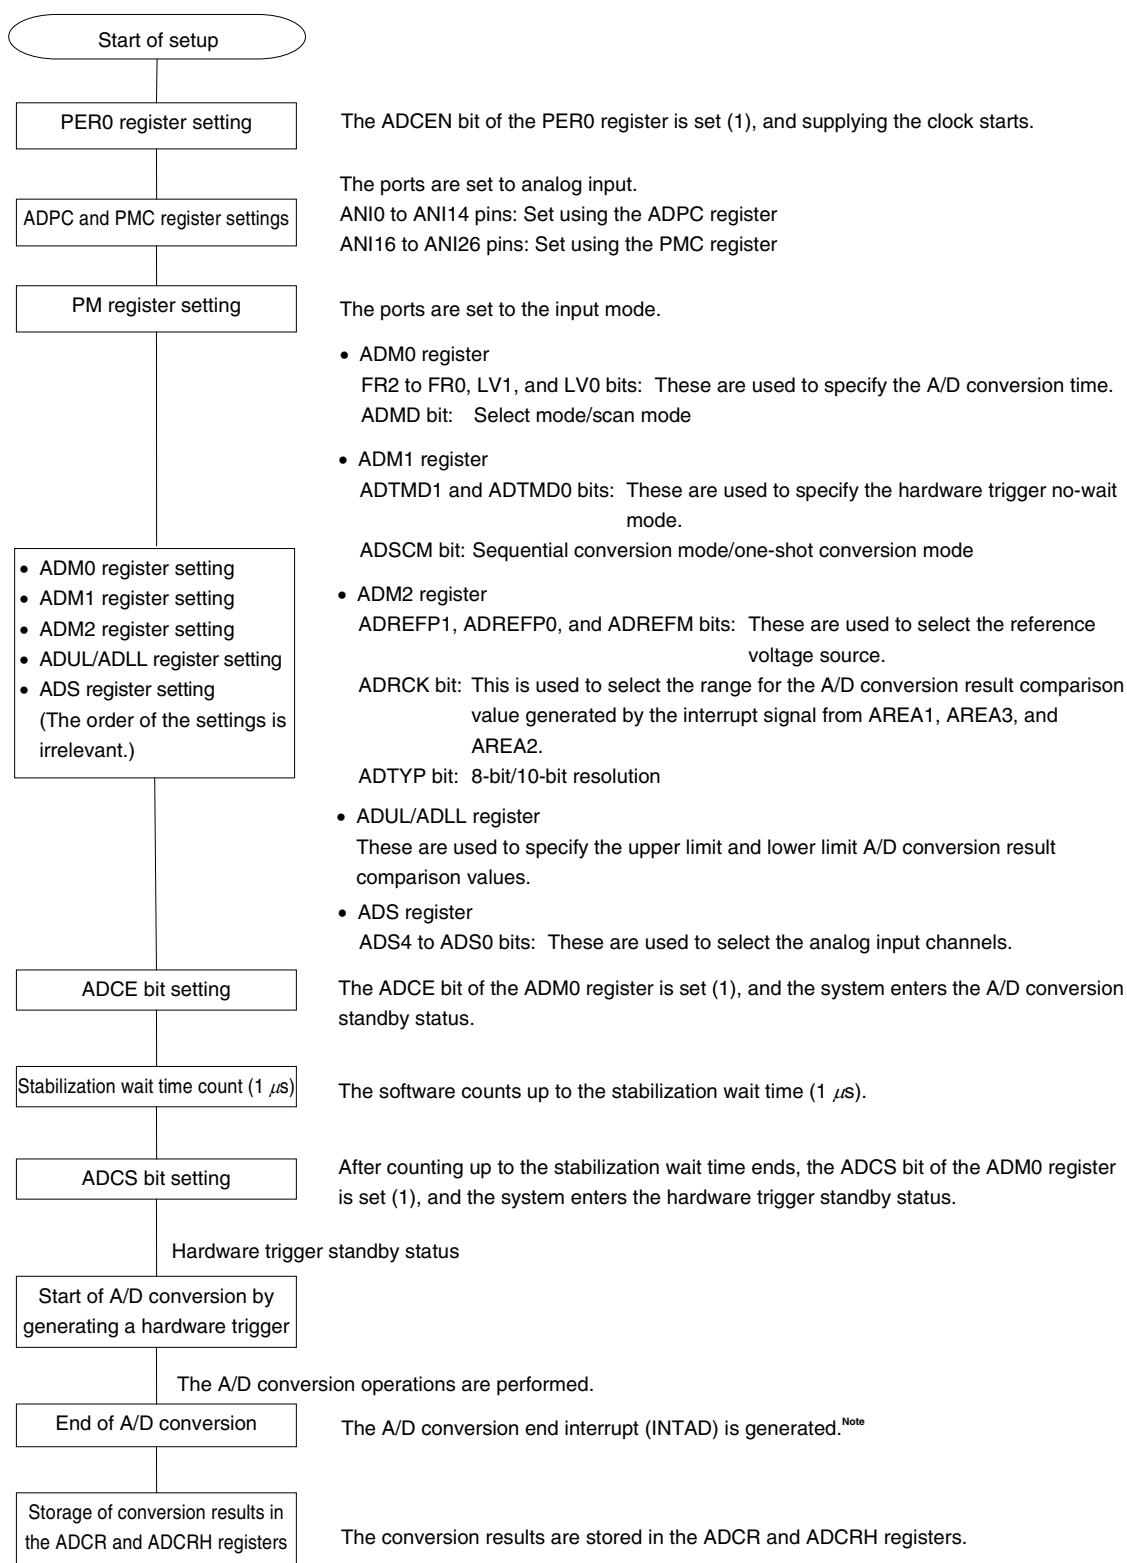 Start of setup
PER0 register setting
The ADCEN bit of the PER0 register is set (1), and supplying the clock starts.
ADPC and PMC register settings
The ports are set to analog input.
ANI0 to ANI14 pins: Set using the ADPC register
ANI16 to ANI26 pins: Set using the PMC register
PM register setting
The ports are set to the input mode.
• ADM0 register setting
• ADM1 register setting
• ADM2 register setting
• ADUL/ADLL register setting
• ADS register setting
(The order of the settings is
irrelevant.)
• ADM0 register
FR2 to FR0, LV1, and LV0 bits: These are used to specify the A/D conversion time.
ADMD bit: Select mode/scan mode
• ADM1 register
ADTMD1 and ADTMD0 bits: These are used to specify the hardware trigger no-wait
mode.
ADSCM bit: Sequential conversion mode/one-shot conversion mode
• ADM2 register
ADREFP1, ADREFP0, and ADREFM bits: These are used to select the reference
voltage source.
ADRCK bit: This is used to select the range for the A/D conversion result comparison
value generated by the interrupt signal from AREA1, AREA3, and
AREA2.
ADTYP bit: 8-bit/10-bit resolution
• ADUL/ADLL register
These are used to specify the upper limit and lower limit A/D conversion result
comparison values.
• ADS register
ADS4 to ADS0 bits: These are used to select the analog input channels.
ADCE bit setting
The ADCE bit of the ADM0 register is set (1), and the system enters the A/D conversion
standby status.
Stabilization wait time count (1 μs)
The software counts up to the stabilization wait time (1 μs).
ADCS bit setting
After counting up to the stabilization wait time ends, the ADCS bit of the ADM0 register
is set (1), and the system enters the hardware trigger standby status.
Hardware trigger standby status
Start of A/D conversion by
generating a hardware trigger
The A/D conversion operations are performed.
End of A/D conversion
The A/D conversion end interrupt (INTAD) is generated.Note
Storage of conversion results in
the ADCR and ADCRH registers
The conversion results are stored in the ADCR and ADCRH registers.